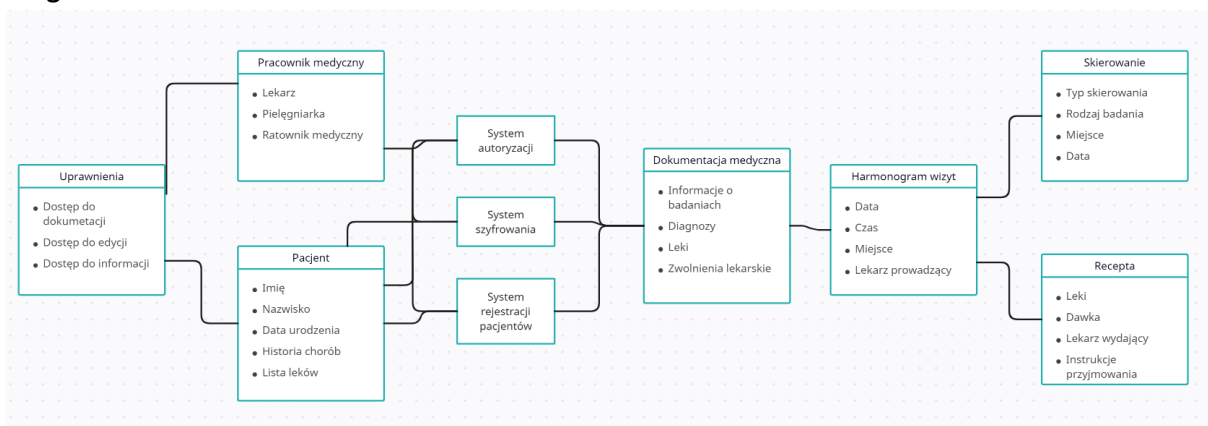 Uprawnienia
Dostęp do
dokumetacji
Dostęp do edycji
Dostęp do informacji
Pracownik medyczny
Lekarz
Pielęgniarka
Ratownik medyczny
Pacjent
Imię
Nazwisko
Data urodzenia
Historia chorób
Lista leków
System
autoryzacji
System
szyfrowania
System
rejestracji
pacjentów
Dokumentacja medyczna
Informacje o
badaniach
Diagnozy
Leki
Zwolnienia lekarskie
Harmonogram wizyt
Data
Czas
Miejsce
Lekarz prowadzący
Skierowanie
Typ skierowania
Rodzaj badania
Miejsce
Data
Recepta
Leki
Dawka
Lekarz wydający
Instrukcje
przyjmowania